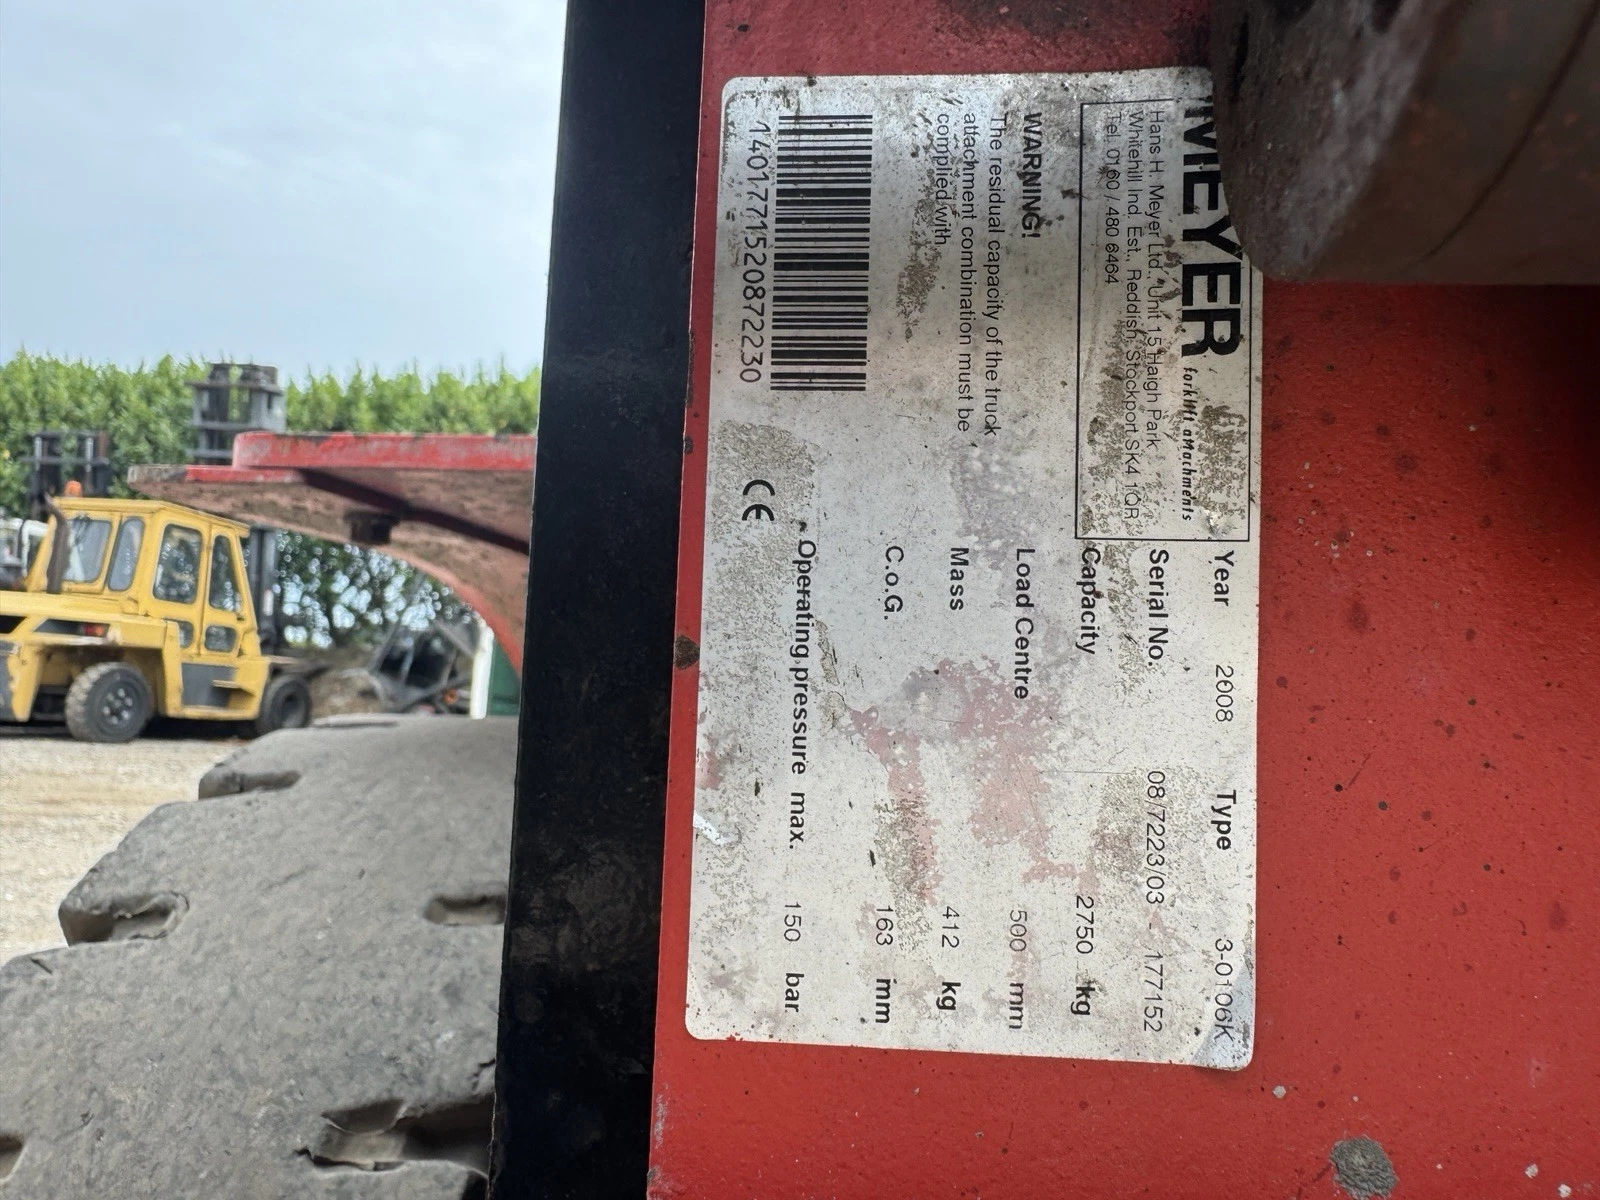 MEYER forklift attachments
Hans H. Meyer Ltd., Unit 15 Haigh Park
Whitehill Ind. Est., Reddish, Stockport SK4 1QR
Tel. 0160 / 480 6464
WARNING!
The residual capacity of the truck
attachment combination must be
complied with
1401771520872230
CE
Year 2008 Type 3-0106K
Serial No. 08/7223/03 - 177152
Capacity 2750 kg
Load Centre 500 mm
Mass 412 kg
C.o.G. 163 mm
Operating pressure max. 150 bar